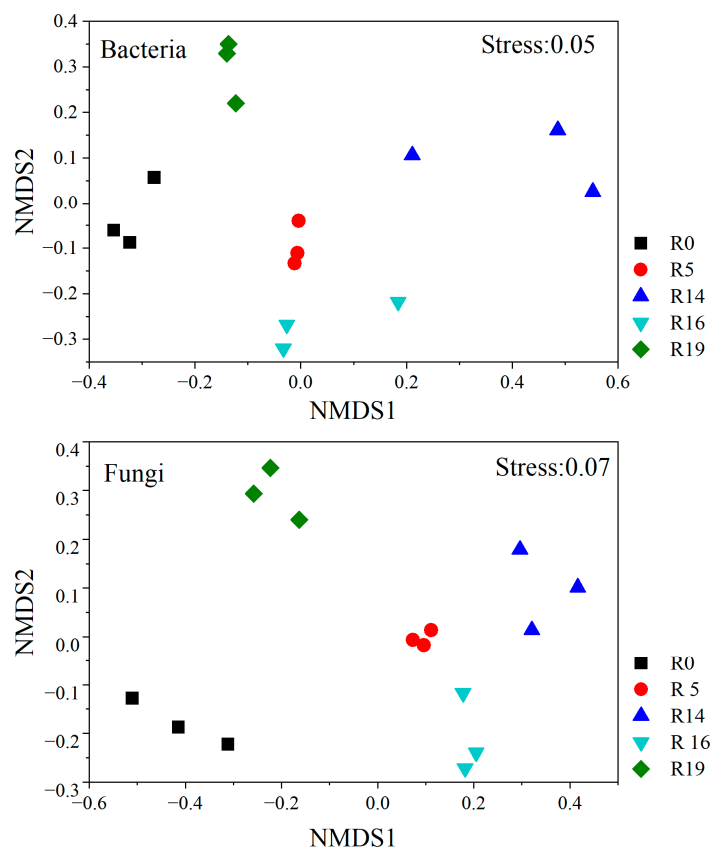 Bacteria
Stress:0.05
0.4
0.3
0.2
0.1
0.0
−0.1
−0.2
−0.3
NMDS2
−0.4
−0.2
0.0
0.2
0.4
0.6
NMDS1
R0
R5
R14
R16
R19
Fungi
Stress:0.07
0.4
0.3
0.2
0.1
0.0
−0.1
−0.2
−0.3
NMDS2
−0.6
−0.4
−0.2
0.0
0.2
0.4
NMDS1
R0
R 5
R14
R 16
R19